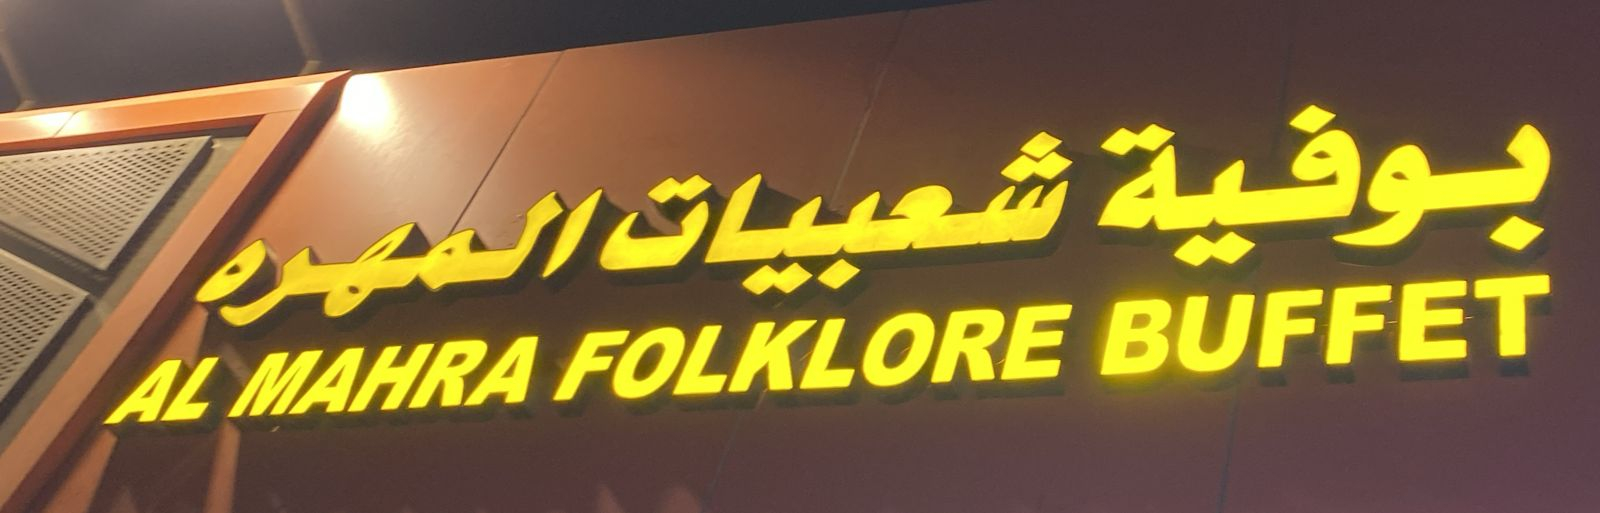 بوفية شعبيات المهره
AL MAHRA FOLKLORE BUFFET